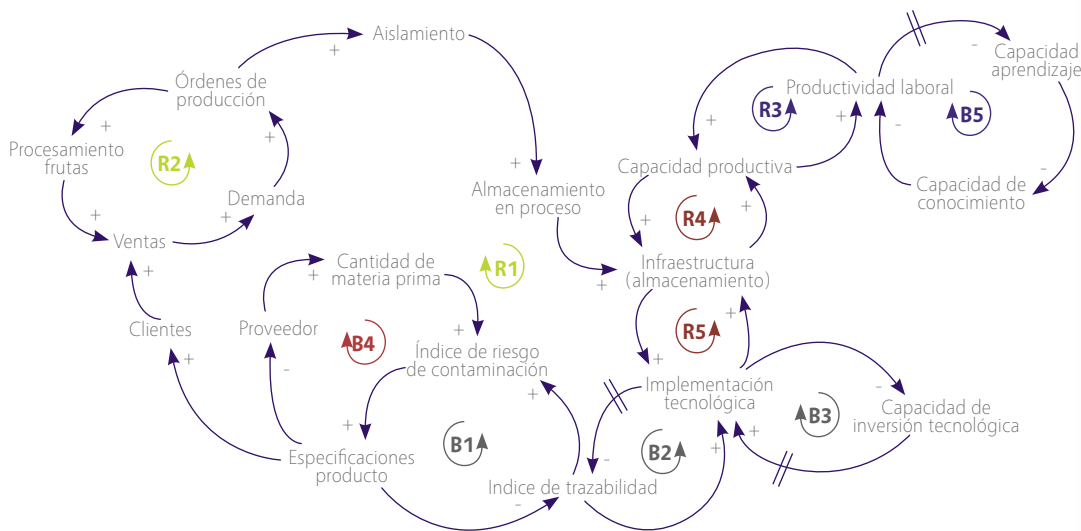 Aislamiento
+
+
Órdenes de
producción
+
+
Procesamiento
frutas
R2
Demanda
+
+
Ventas
+
Clientes
+
Almacenamiento
en proceso
+
+
Cantidad de
materia prima
+
R1
Proveedor
-
B4
+
Índice de riesgo
de contaminación
+
+
B1
Especificaciones
producto
-
Indice de trazabilidad
-
B2
+
Productividad laboral
-
Capacidad
aprendizaje
R3
B5
+
+
-
-
Capacidad productiva
Capacidad de
conocimiento
+
R4
+
Infraestructura
(almacenamiento)
R5
+
+
Implementación
tecnológica
-
B3
+
Capacidad de
inversión tecnológica